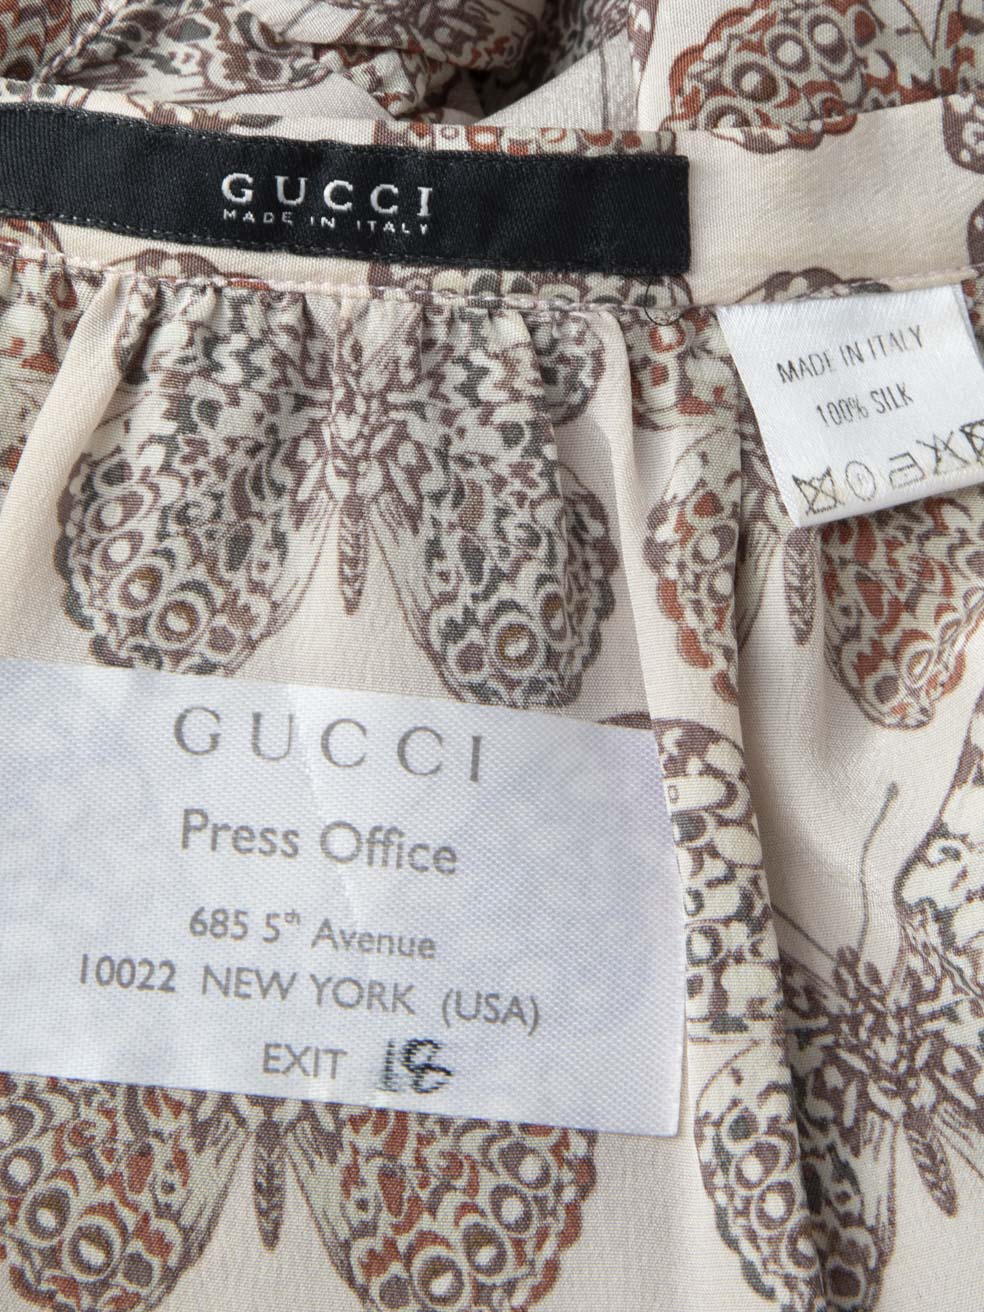 GUCCI
MADE IN ITALY
MADE IN ITALY
100% SILK
GUCCI
Press Office
685 5th Avenue
10022 NEW YORK (USA)
EXIT 18